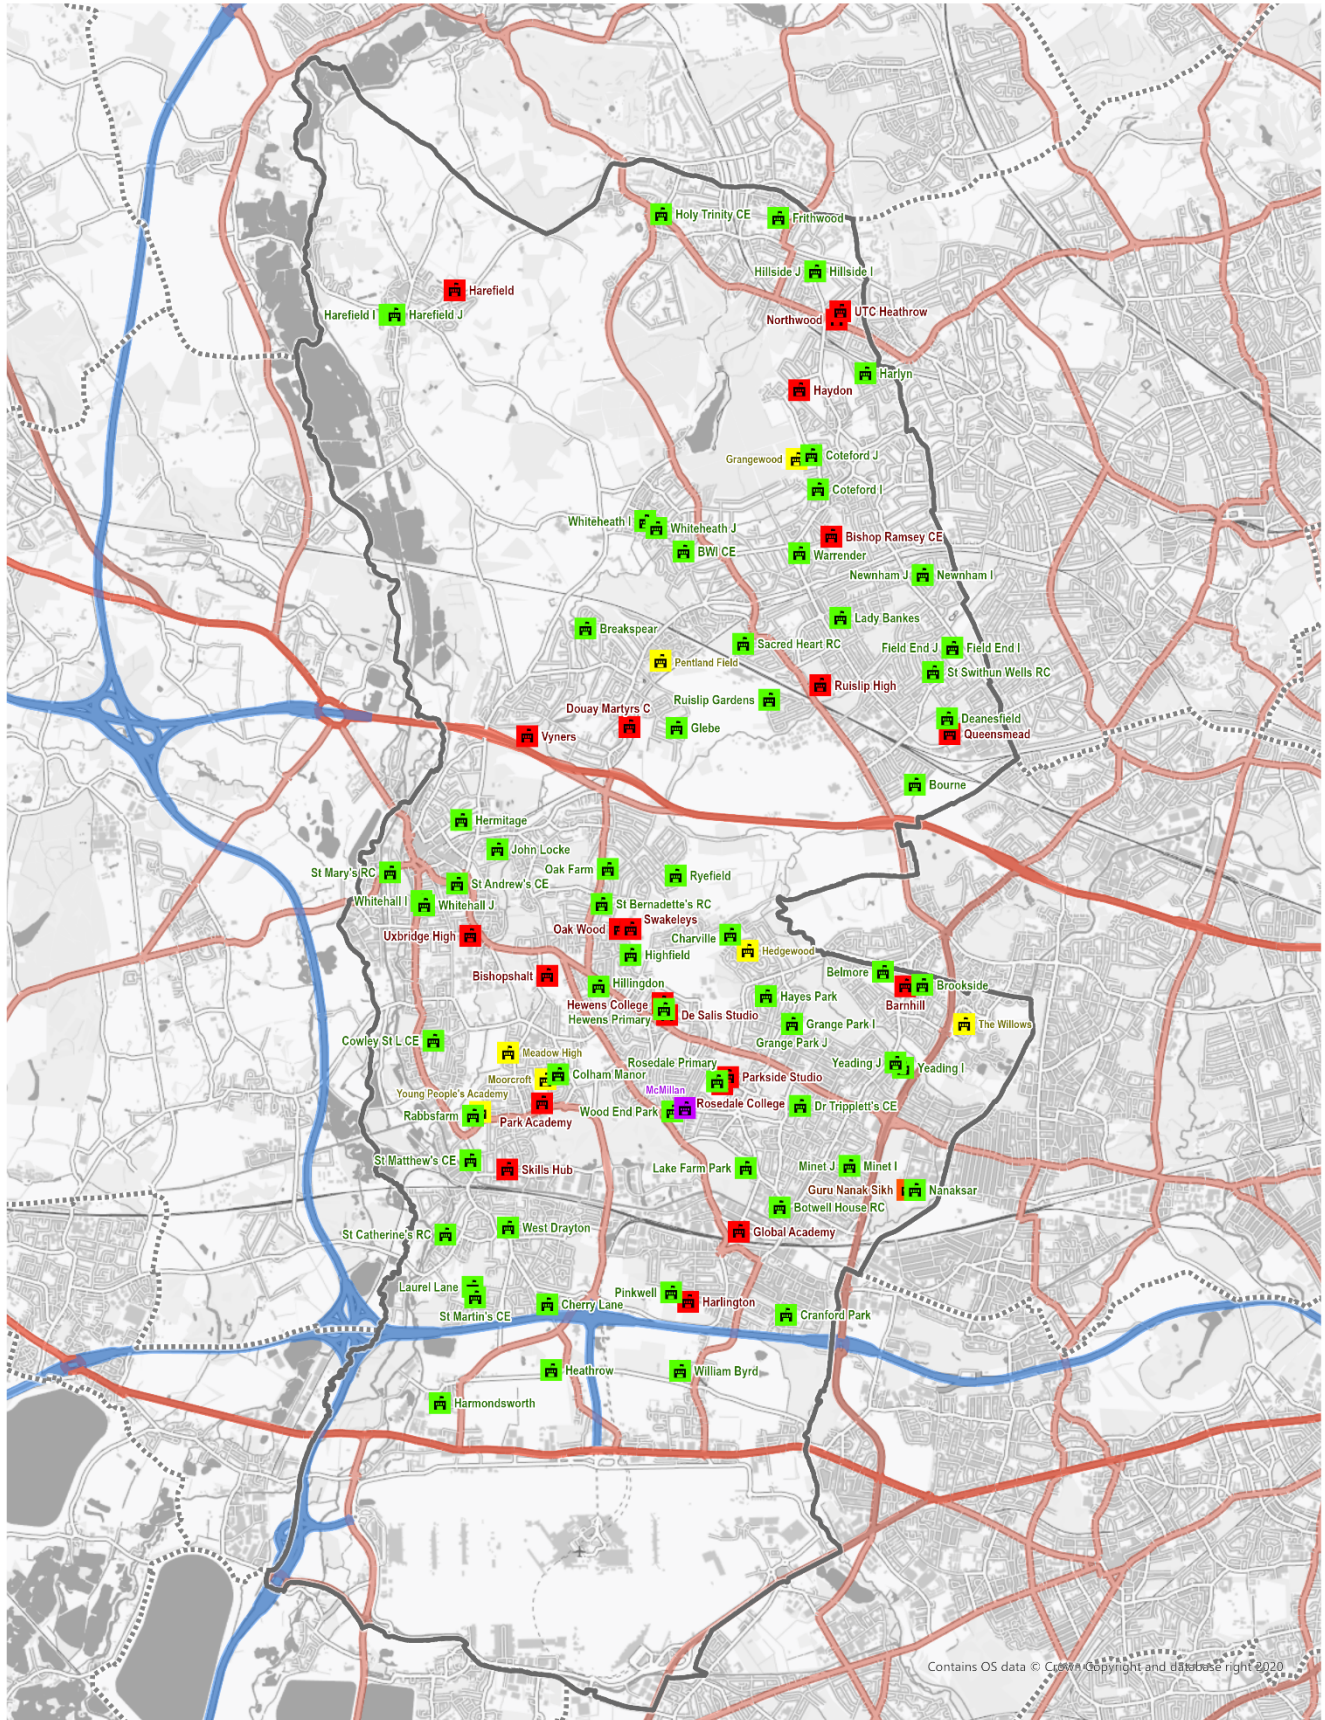 Holy Trinity CE
Frithwood
Hillside J
Hillside I
Harefield
Harefield I
Harefield J
UTC Heathrow
Northwood
Harlyn
Haydon
Grangewood
Coteford J
Coteford I
Whiteheath I
Whiteheath J
Bishop Ramsey CE
BWI CE
Warrender
Newnham J
Newnham I
Lady Bankes
Breakspear
Sacred Heart RC
Field End J
Field End I
Pentland Field
St Swithun Wells RC
Ruislip High
Ruislip Gardens
Douay Martyrs C
Deanesfield
Vyners
Glebe
Queensmead
Bourne
Hermitage
John Locke
St Mary's RC
Oak Farm
Ryefield
St Andrew's CE
Whitehall I
Whitehall J
St Bernadette's RC
Swakeleys
Oak Wood
Uxbridge High
Charville
Highfield
Hedgewood
Bishopshalt
Belmore
Hillingdon
Brookside
Hayes Park
Hewens College
Barnhill
De Salis Studio
Hewens Primary
Grange Park I
The Willows
Cowley St L CE
Grange Park J
Meadow High
Rosedale Primary
Yeading J
Yeading I
Moorcroft
Colham Manor
Parkside Studio
Young People's Academy
McMillan
Rosedale College
Dr Tripplett's CE
Rabbsfarm
Wood End Park
Park Academy
St Matthew's CE
Skills Hub
Lake Farm Park
Minet J
Minet I
Guru Nanak Sikh
Nanaksar
Botwell House RC
West Drayton
St Catherine's RC
Global Academy
Laurel Lane
Pinkwell
Harlington
Cherry Lane
St Martin's CE
Cranford Park
Heathrow
William Byrd
Harmondsworth
Contains OS data © Crown Copyright and database right 2020